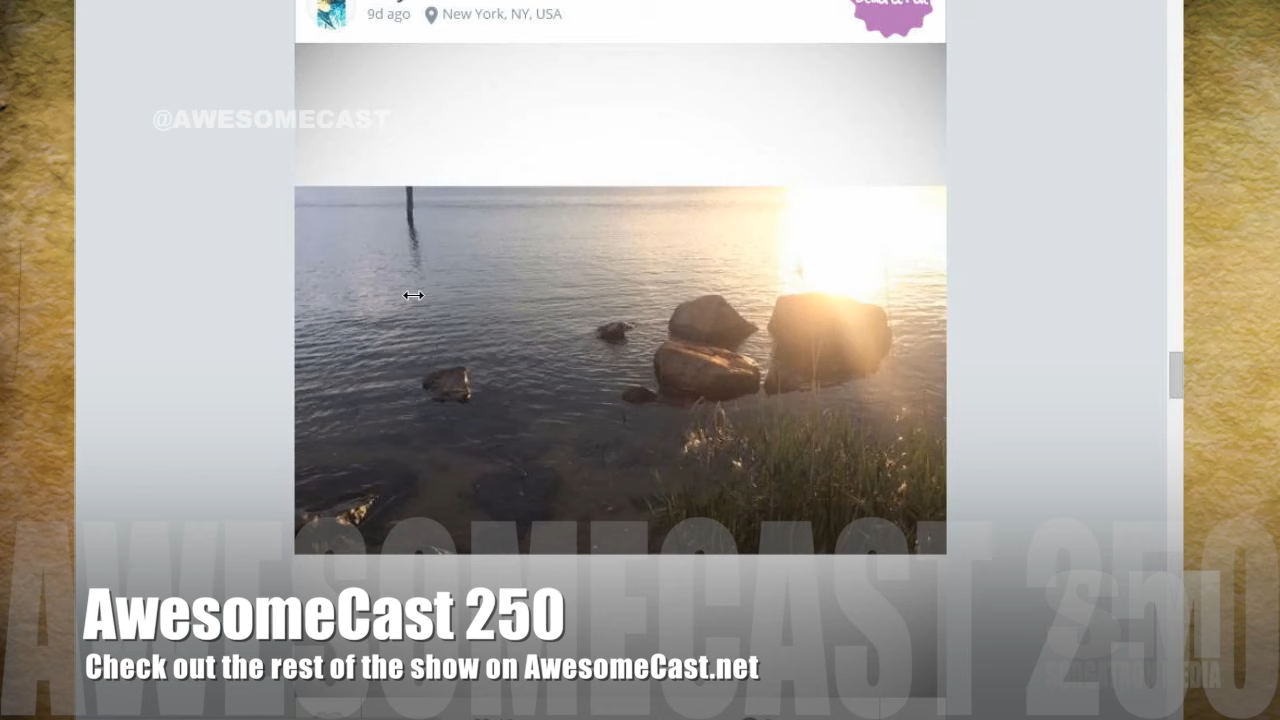 9d ago New York, NY, USA
@AWESOMECAST
AWESOMECAST 250
AwesomeCast 250
Check out the rest of the show on AwesomeCast.net